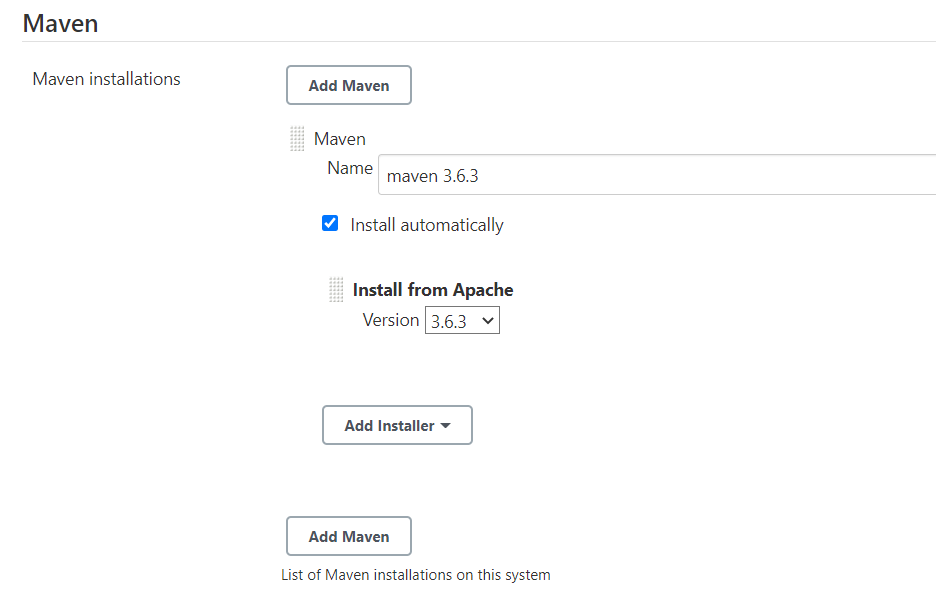 Maven
Maven installations
Add Maven
Maven
Name maven 3.6.3
Install automatically
Install from Apache
Version 3.6.3
Add Installer
Add Maven
List of Maven installations on this system